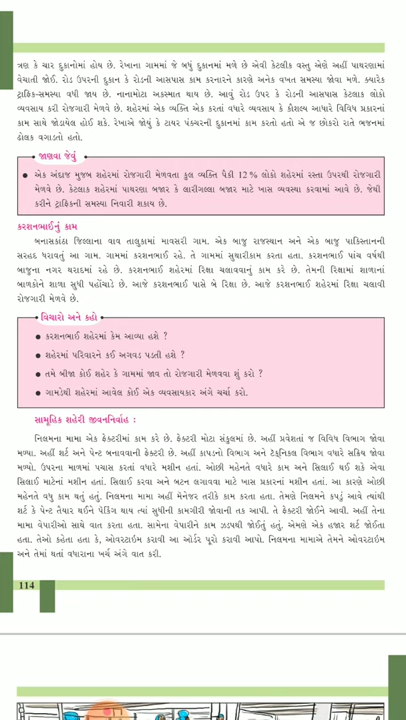 ત્રણ કે ચાર દુકાનોમાં હોય છે. રેખાના ગામમાં જે બધું દુકાનમાં મળે છે એવી કેટલીક વસ્તુ એણે અહીં પાથરણામાં
વેચાતી જોઈ. રોડ ઉપરની દુકાન કે રોડની આસપાસ કામ કરનારને કારણે અનેક વખત સમસ્યા જોવા મળે. ક્યારેક
ટ્રાફિક-સમસ્યા વધી જાય છે. નાનામોટા અકસ્માત થાય છે. આવું રોડ ઉપર કે રોડની આસપાસ કેટલાક લોકો
વ્યવસાય કરી રોજગારી મેળવે છે. શહેરમાં એક વ્યક્તિ એક કરતાં વધારે વ્યવસાય કે કૌશલ્ય આધારે વિવિધ પ્રકારનાં
કામ સાથે જોડાયેલ હોઈ શકે. રેખાએ જોયું કે ટાયર પંક્ચરની દુકાનમાં કામ કરતો હતો એ જ છોકરો રાતે ભજનમાં
ઢોલક વગાડતો હતો.
જાણવા જેવું
● એક અંદાજ મુજબ શહેરમાં રોજગારી મેળવતા કુલ વ્યક્તિ પૈકી 12 % લોકો શહેરમાં રસ્તા ઉપરથી રોજગારી
મેળવે છે. કેટલાક શહેરમાં પાથરણા બજાર કે લારીગલ્લા બજાર માટે ખાસ વ્યવસ્થા કરવામાં આવે છે. જેથી
કરીને ટ્રાફિકની સમસ્યા નિવારી શકાય છે.
કરશનભાઈનું કામ
બનાસકાંઠા જિલ્લાના વાવ તાલુકામાં માવસરી ગામ. એક બાજુ રાજસ્થાન અને એક બાજુ પાકિસ્તાનની
સરહદ ધરાવતું આ ગામ. ગામમાં કરશનભાઈ રહે. તે ગામમાં સુથારીકામ કરતા હતા. કરશનભાઈ પાંચ વર્ષથી
બાજુના નગર થરાદમાં રહે છે. કરશનભાઈ શહેરમાં રિક્ષા ચલાવવાનું કામ કરે છે. તેમની રિક્ષામાં શાળાનાં
બાળકોને શાળા સુધી પહોંચાડે છે. આજે કરશનભાઈ પાસે બે રિક્ષા છે. આજે કરશનભાઈ શહેરમાં રિક્ષા ચલાવી
રોજગારી મેળવે છે.
વિચારો અને કહો
● કરશનભાઈ શહેરમાં કેમ આવ્યા હશે ?
● શહેરમાં પરિવારને કઈ અગવડ પડતી હશે ?
● તમે બીજા કોઈ શહેર કે ગામમાં જાવ તો રોજગારી મેળવવા શું કરો ?
● ગામડેથી શહેરમાં આવેલ કોઈ એક વ્યવસાયકાર અંગે ચર્ચા કરો.
સામૂહિક શહેરી જીવનનિર્વાહ :
નિલમના મામા એક ફેક્ટરીમાં કામ કરે છે. ફેક્ટરી મોટા સંકુલમાં છે. અહીં પ્રવેશતાં જ વિવિધ વિભાગ જોવા
મળ્યા. અહીં શર્ટ અને પેન્ટ બનાવવાની ફેક્ટરી છે. અહીં કાપડનો વિભાગ અને ટેક્નિકલ વિભાગ વધારે સક્રિય જોવા
મળ્યો. ઉપરના માળમાં પચાસ કરતાં વધારે મશીન હતાં. ઓછી મહેનતે વધારે કામ અને સિલાઈ થઈ શકે એવા
સિલાઈ માટેનાં મશીન હતાં. સિલાઈ કરવા અને બટન લગાવવા માટે ખાસ પ્રકારનાં મશીન હતાં. આ કારણે ઓછી
મહેનતે વધુ કામ થતું હતું. નિલમના મામા અહીં મેનેજર તરીકે કામ કરતા હતા. તેમણે નિલમને કપડું આવે ત્યાંથી
શર્ટ કે પેન્ટ તૈયાર થઈને પેકિંગ થાય ત્યાં સુધીની કામગીરી જોવાની તક આપી. તે ફેક્ટરી જોઈને આવી. અહીં તેના
મામા વેપારીઓ સાથે વાત કરતા હતા. સામેના વેપારીને કામ ઝડપથી જોઈતું હતું. એમણે એક હજાર શર્ટ જોઈતા
હતા. તેઓ કહેતા હતા કે, ઓવરટાઇમ કરાવી આ ઓર્ડર પૂરો કરાવી આપો. નિલમના મામાએ તેમને ઓવરટાઇમ
અને તેમાં થતાં વધારાના ખર્ચ અંગે વાત કરી.
114